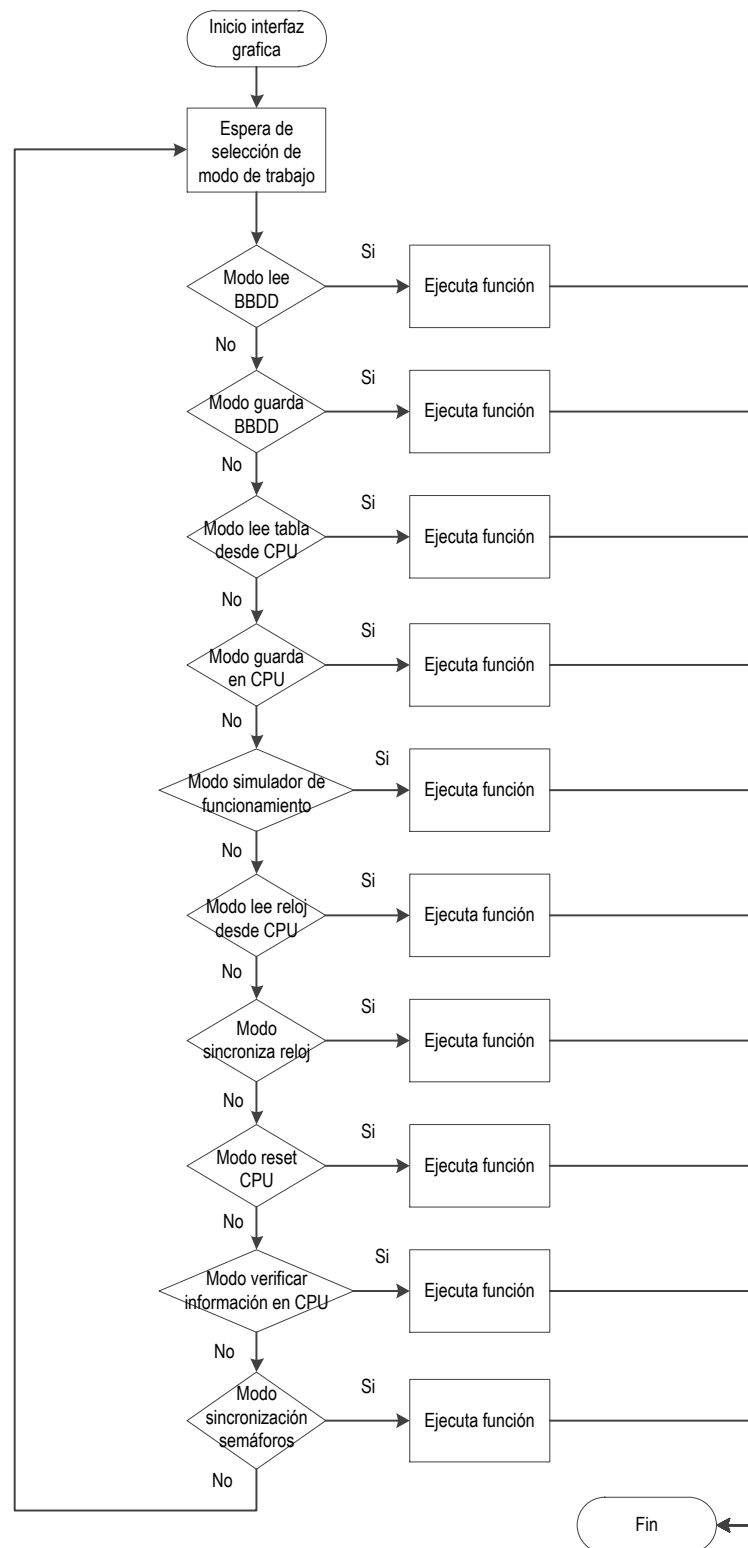 Inicio interfaz
grafica
Espera de
selección de
modo de trabajo
Modo lee
BBDD
Si
Ejecuta función
No
Modo guarda
BBDD
Si
Ejecuta función
No
Modo lee tabla
desde CPU
Si
Ejecuta función
No
Modo guarda
en CPU
Si
Ejecuta función
No
Modo simulador de
funcionamiento
Si
Ejecuta función
No
Modo lee reloj
desde CPU
Si
Ejecuta función
No
Modo
sincroniza reloj
Si
Ejecuta función
No
Modo reset
CPU
Si
Ejecuta función
No
Modo verificar
información en CPU
Si
Ejecuta función
No
Modo
sincronización
semáforos
Si
Ejecuta función
No
Fin